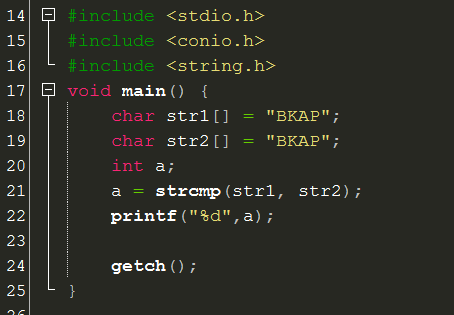 14 #include <stdio.h>
15 #include <conio.h>
16 #include <string.h>
17 void main() {
18 char str1[] = "BKAP";
19 char str2[] = "BKAP";
20 int a;
21 a = strcmp(str1, str2);
22 printf("%d",a);
23
24 getch();
25 }